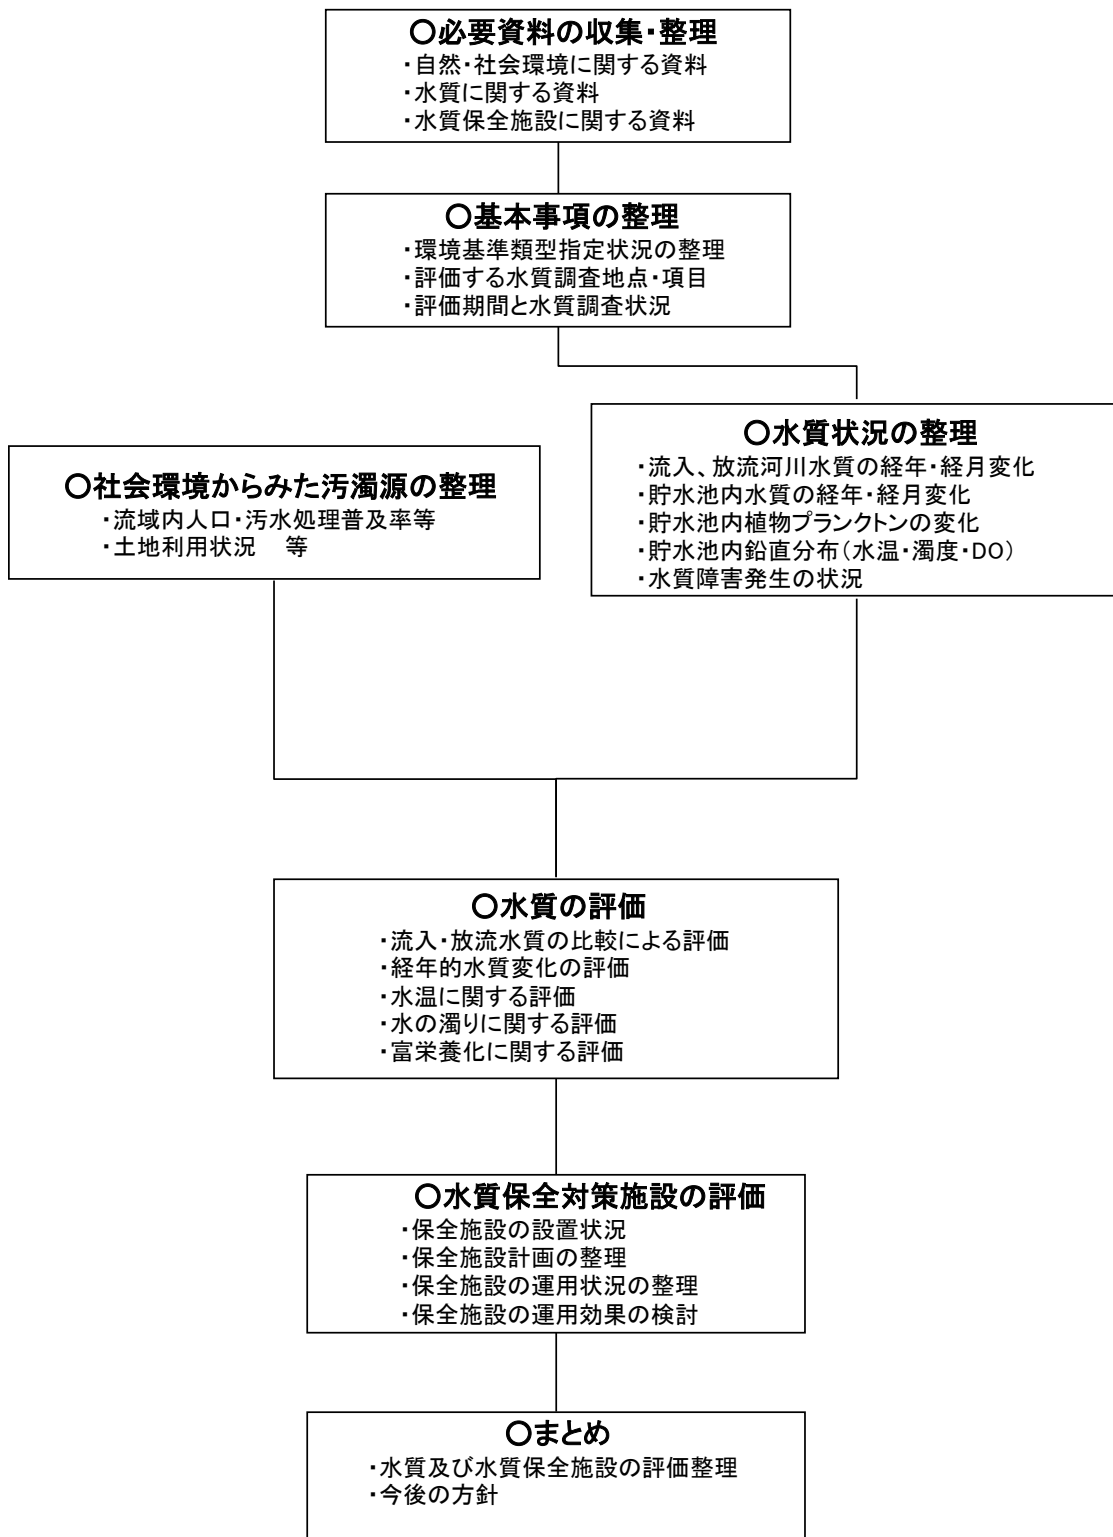 ○必要資料の収集・整理
・自然・社会環境に関する資料
・水質に関する資料
・水質保全施設に関する資料
○基本事項の整理
・環境基準類型指定状況の整理
・評価する水質調査地点・項目
・評価期間と水質調査状況
○社会環境からみた汚濁源の整理
・流域内人口・汚水処理普及率等
・土地利用状況　等
○水質状況の整理
・流入、放流河川水質の経年・経月変化
・貯水池内水質の経年・経月変化
・貯水池内植物プランクトンの変化
・貯水池内鉛直分布(水温・濁度・DO)
・水質障害発生の状況
○水質の評価
・流入・放流水質の比較による評価
・経年的水質変化の評価
・水温に関する評価
・水の濁りに関する評価
・富栄養化に関する評価
○水質保全対策施設の評価
・保全施設の設置状況
・保全施設計画の整理
・保全施設の運用状況の整理
・保全施設の運用効果の検討
○まとめ
・水質及び水質保全施設の評価整理
・今後の方針